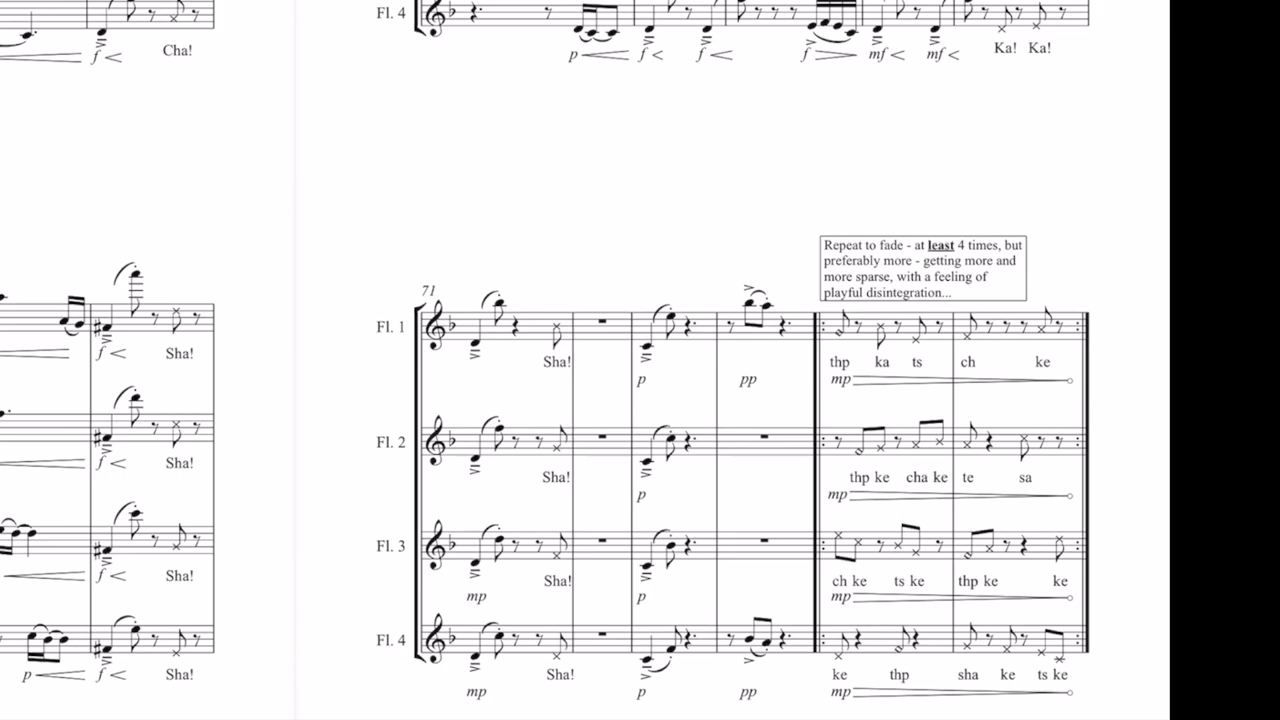 Cha!
f
Sha!
f
Sha!
f
Sha!
f
p f Sha!
Fl. 4
p f f f mf mf Ka! Ka!
Repeat to fade - at least 4 times, but
preferably more - getting more and
more sparse, with a feeling of
playful disintegration...
71
Fl. 1
Sha! thp ka ts ch ke
p pp mp
Fl. 2
Sha! thp ke cha ke te sa
p mp
Fl. 3
Sha! ch ke ts ke thp ke ke
mp p mp
Fl. 4
Sha! ke thp sha ke ts ke
mp p pp mp